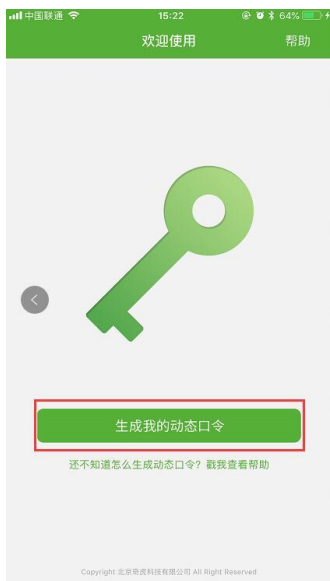 中国联通 15:22 64%
欢迎使用 帮助
生成我的动态口令
还不知道怎么生成动态口令？戳我查看帮助
Copyright 北京奇虎科技有限公司 All Right Reserved